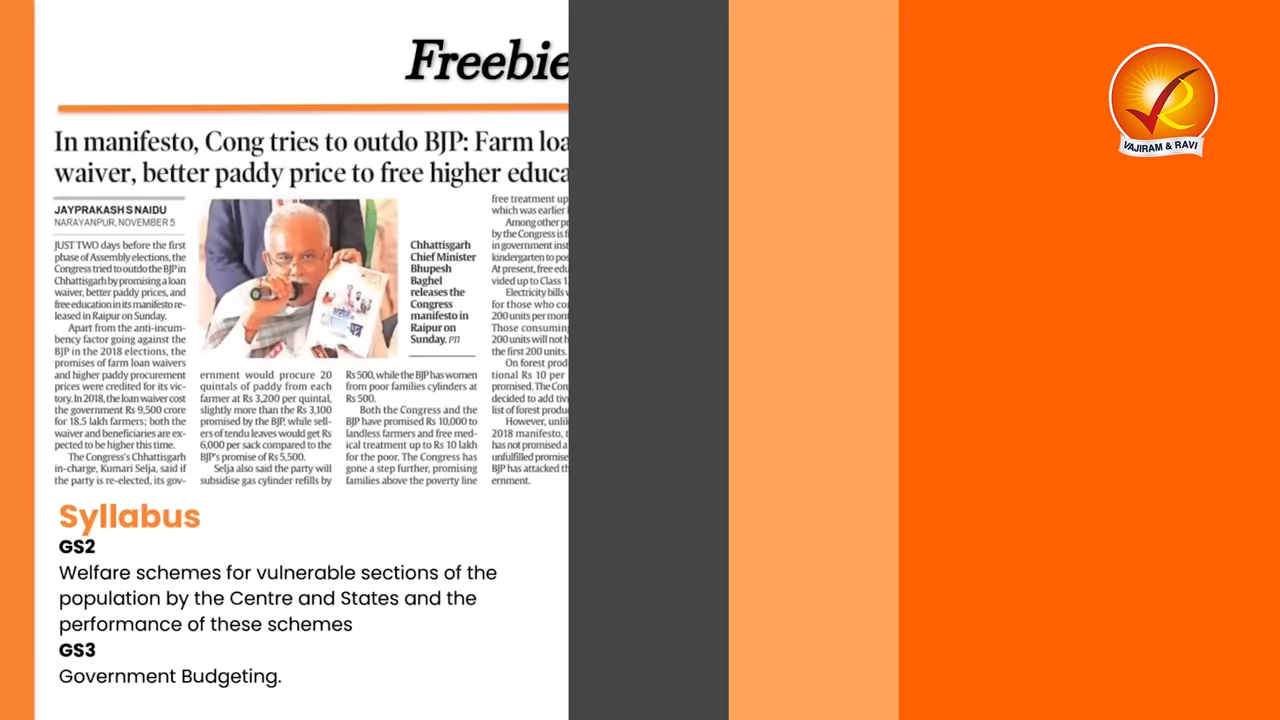 Freebie
In manifesto, Cong tries to outdo BJP: Farm loa
waiver, better paddy price to free higher educa
JAYPRAKASH S NAIDU
NARAYANPUR, NOVEMBER 5
JUST TWO days before the first
phase of Assembly elections, the
Congress tried to outdo the BJP in
Chhattisgarh by promising a loan
waiver, better paddy prices, and
free education in its manifesto re-
leased in Raipur on Sunday.
Apart from the anti-incum-
bency factor going against the
BJP in the 2018 elections, the
promises of farm loan waivers
and higher paddy procurement
prices were credited for its vic-
tory. In 2018, the loan waiver cost
the government Rs 9,500 crore
for 18.5 lakh farmers; both the
waiver and beneficiaries are ex-
pected to be higher this time.
The Congress's Chhattisgarh
in-charge, Kumari Selja, said if
the party is re-elected, its gov-
ernment would procure 20
quintals of paddy from each
farmer at Rs 3,200 per quintal,
slightly more than the Rs 3,100
promised by the BJP, while sell-
ers of tendu leaves would get Rs
6,000 per sack compared to the
BJP's promise of Rs 5,500.
Selja also said the party will
subsidise gas cylinder refills by
Chhattisgarh
Chief Minister
Bhupesh
Baghel
releases the
Congress
manifesto in
Raipur on
Sunday. PTI
Rs 500, while the BJP has women
from poor families cylinders at
Rs 500.
Both the Congress and the
BJP have promised Rs 10,000 to
landless farmers and free med-
ical treatment up to Rs 10 lakh
for the poor. The Congress has
gone a step further, promising
families above the poverty line
free treatment up
which was earlier
Among other pr
by the Congress is f
in government inst
kindergarten to pos
At present, free edu
vided up to Class 1
Electricity bills w
for those who co
200 units per mont
Those consuming
200 units will not h
the first 200 units.
On forest prod
tional Rs 10 per
promised. The Con
decided to add tiv
list of forest produ
However, unlik
2018 manifesto, t
has not promised a
unfulfilled promise
BJP has attacked th
ernment.
Syllabus
GS2
Welfare schemes for vulnerable sections of the
population by the Centre and States and the
performance of these schemes
GS3
Government Budgeting.
VAJIRAM & RAVI